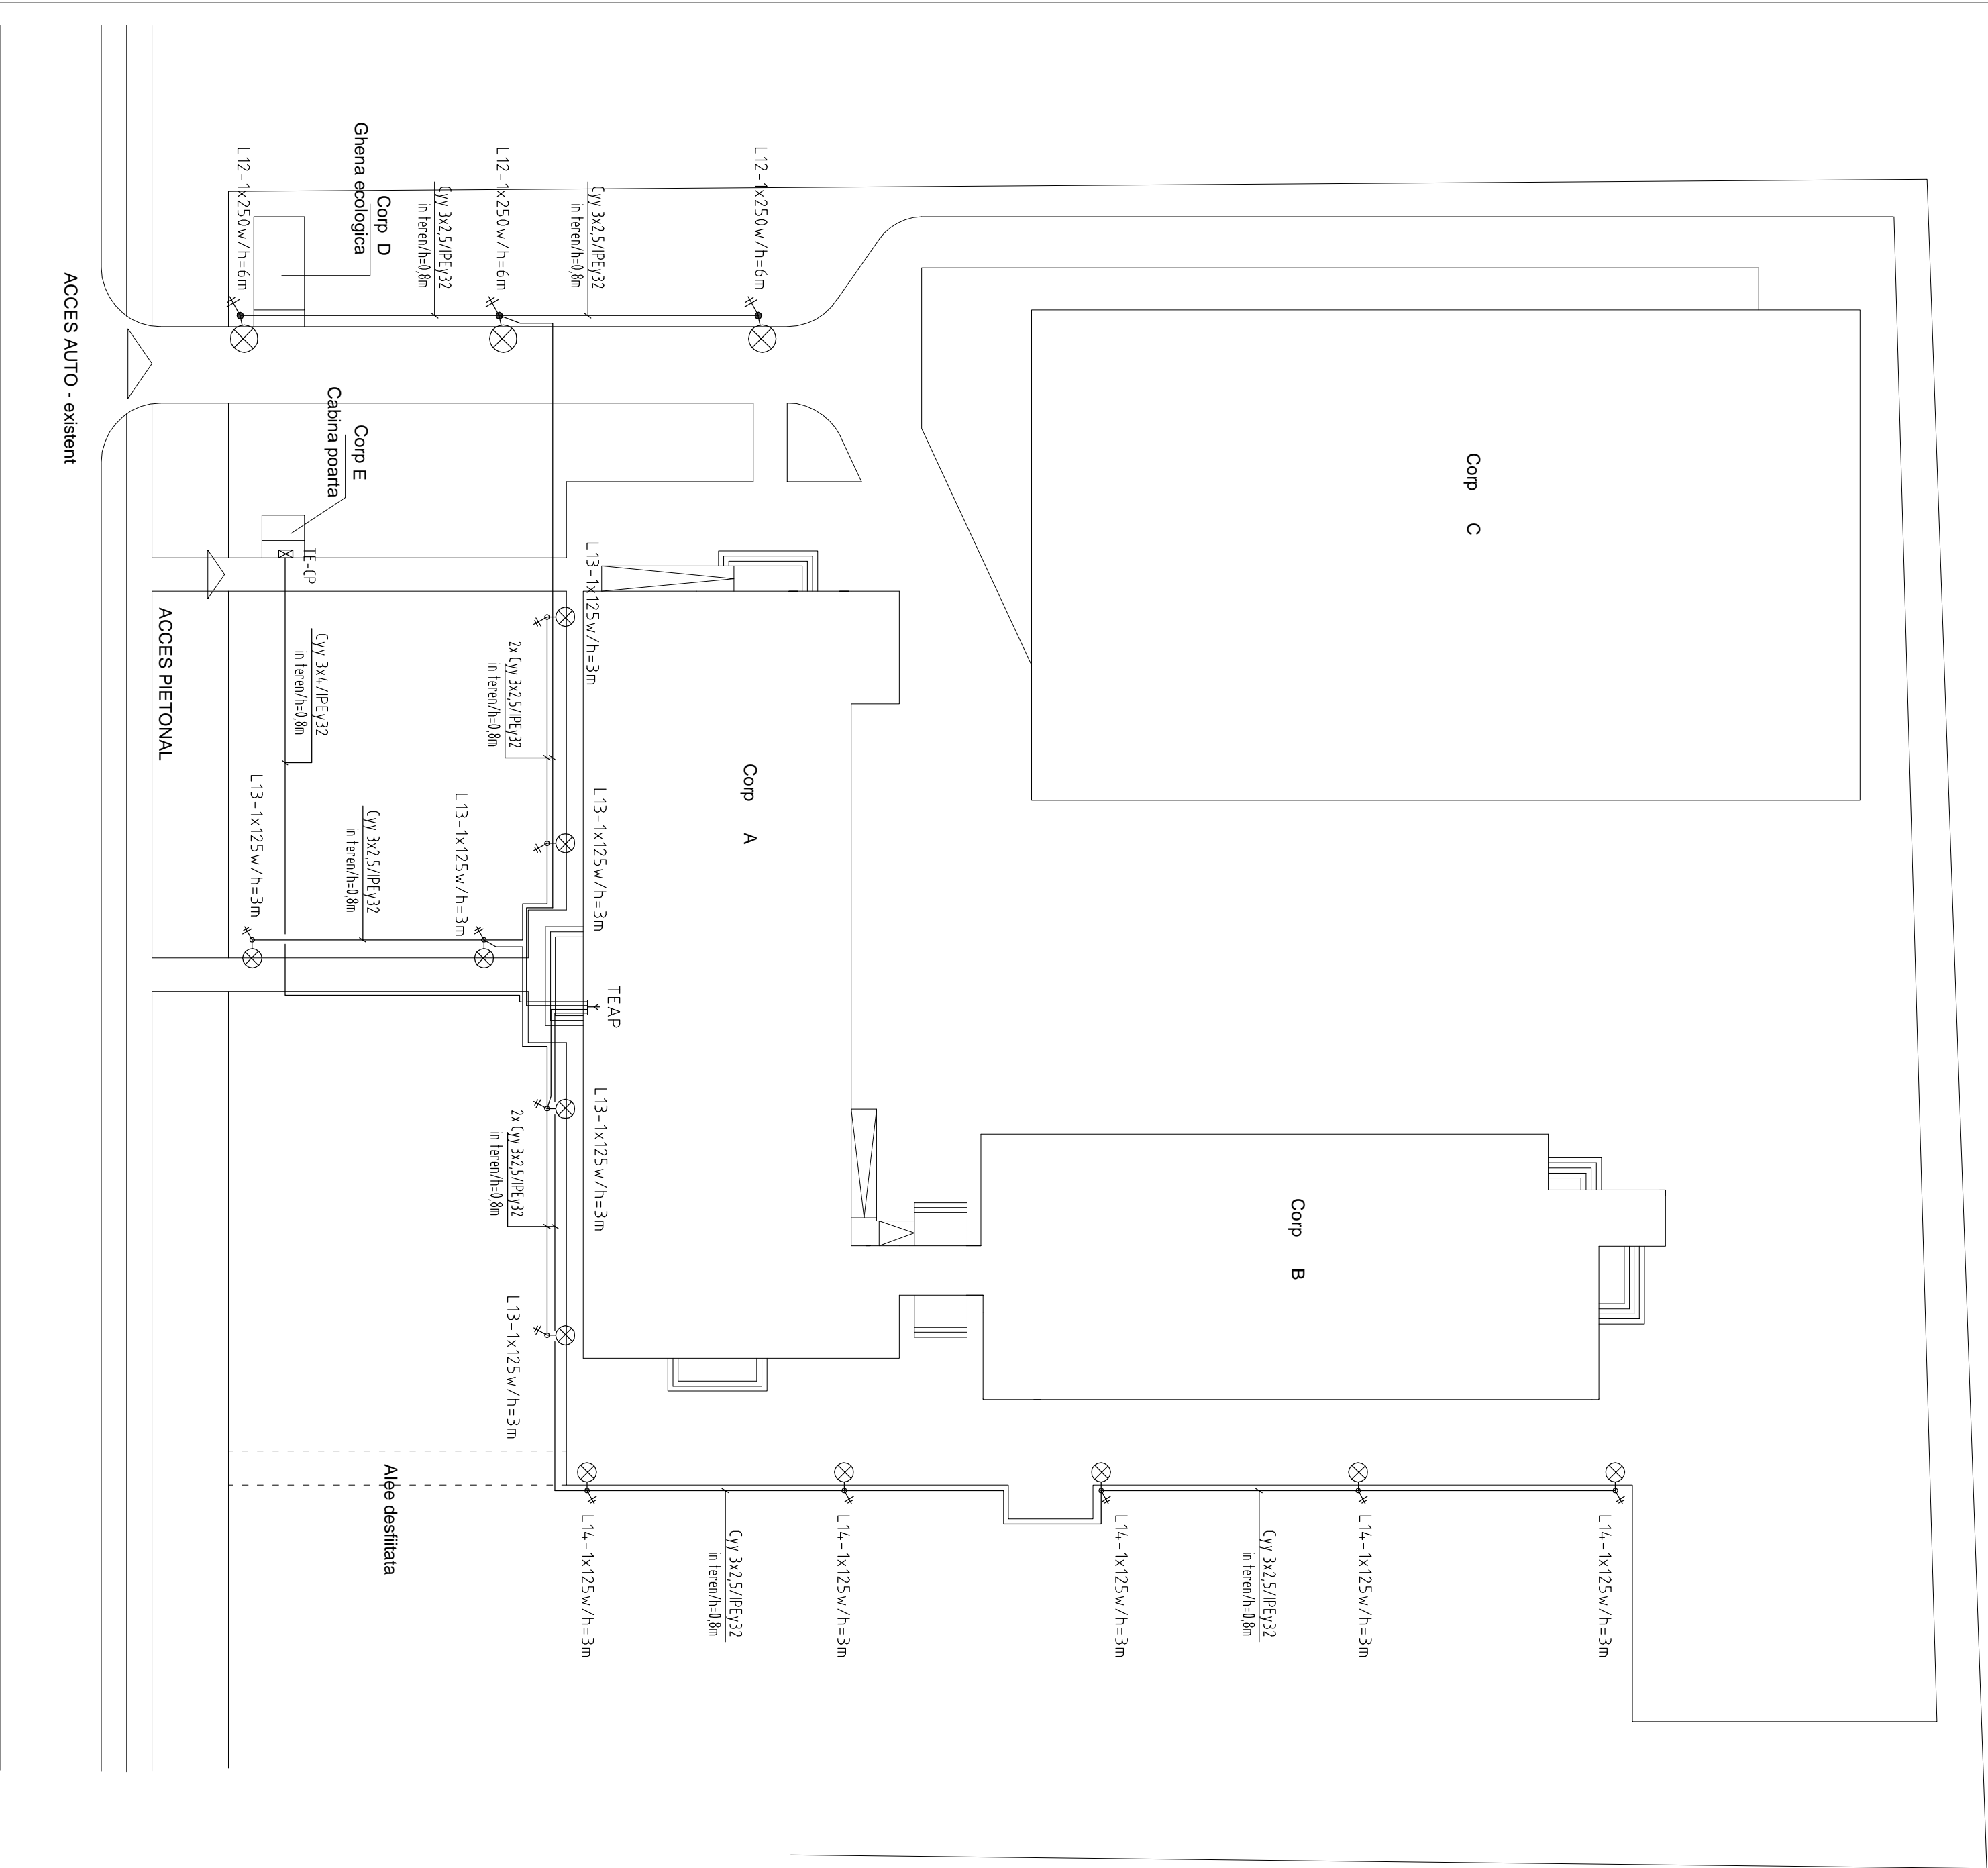 L12-1x250w/h=6m
L12-1x250w/h=6m
L12-1x250w/h=6m
Corp D
Ghena ecologica
Cyy 3x2,5/IPEy32
in teren/h=0,8m
Cyy 3x2,5/IPEy32
in teren/h=0,8m
ACCES AUTO - existent
Corp E
Cabina poarta
TE-CP
Corp C
L13-1x125w/h=3m
ACCES PIETONAL
Cyy 3x4/IPEy32
in teren/h=0,8m
2x Cyy 3x2,5/IPEy32
in teren/h=0,8m
Corp A
L13-1x125w/h=3m
L13-1x125w/h=3m
L13-1x125w/h=3m
Cyy 3x2,5/IPEy32
in teren/h=0,8m
TEAP
L13-1x125w/h=3m
2x Cyy 3x2,5/IPEy32
in teren/h=0,8m
Corp B
L13-1x125w/h=3m
Alee desfiitata
L14-1x125w/h=3m
L14-1x125w/h=3m
L14-1x125w/h=3m
L14-1x125w/h=3m
L14-1x125w/h=3m
Cyy 3x2,5/IPEy32
in teren/h=0,8m
Cyy 3x2,5/IPEy32
in teren/h=0,8m